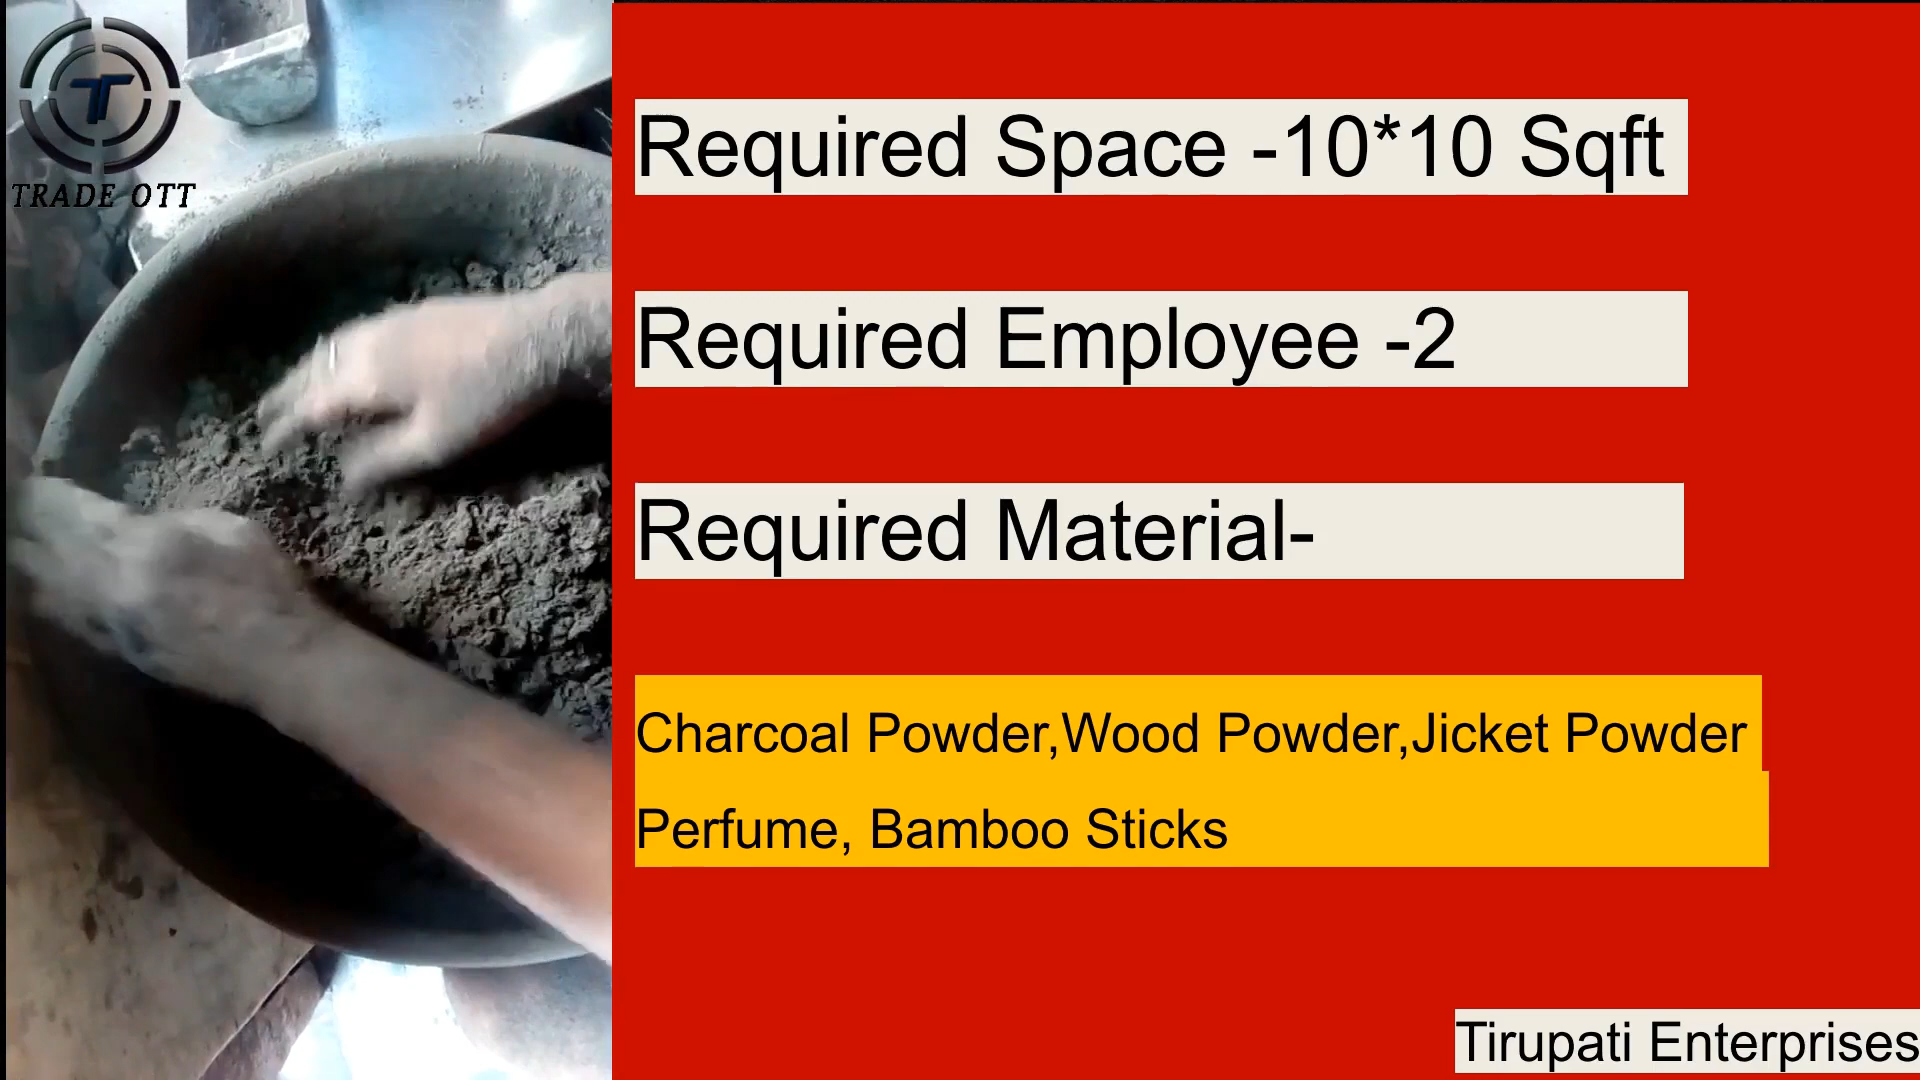 T
TRADE OTT
Required Space -10*10 Sqft
Required Employee -2
Required Material-
Charcoal Powder,Wood Powder,Jicket Powder
Perfume, Bamboo Sticks
Tirupati Enterprises